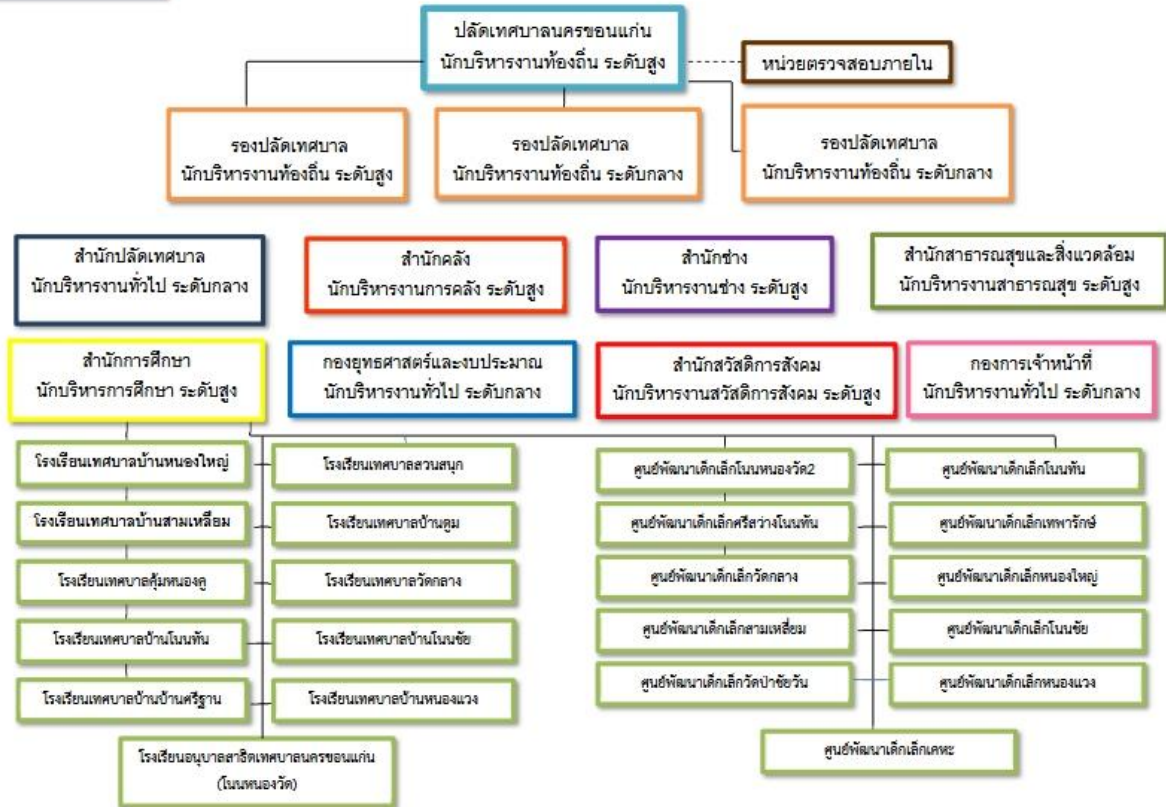 ปลัดเทศบาลนครขอนแก่น
นักบริหารงานท้องถิ่น ระดับสูง
หน่วยตรวจสอบภายใน
รองปลัดเทศบาล
นักบริหารงานท้องถิ่น ระดับสูง
รองปลัดเทศบาล
นักบริหารงานท้องถิ่น ระดับกลาง
รองปลัดเทศบาล
นักบริหารงานท้องถิ่น ระดับกลาง
สำนักปลัดเทศบาล
นักบริหารงานทั่วไป ระดับกลาง
สำนักคลัง
นักบริหารงานการคลัง ระดับสูง
สำนักช่าง
นักบริหารงานช่าง ระดับสูง
สำนักสาธารณสุขและสิ่งแวดล้อม
นักบริหารงานสาธารณสุข ระดับสูง
สำนักการศึกษา
นักบริหารการศึกษา ระดับสูง
กองยุทธศาสตร์และงบประมาณ
นักบริหารงานทั่วไป ระดับกลาง
สำนักสวัสดิการสังคม
นักบริหารงานสวัสดิการสังคม ระดับสูง
กองการเจ้าหน้าที่
นักบริหารงานทั่วไป ระดับกลาง
โรงเรียนเทศบาลบ้านหนองใหญ่
โรงเรียนเทศบาลสวนสนุก
ศูนย์พัฒนาเด็กเล็กโนนหนองวัด2
ศูนย์พัฒนาเด็กเล็กโนนทัน
โรงเรียนเทศบาลบ้านสามเหลี่ยม
โรงเรียนเทศบาลบ้านตูม
ศูนย์พัฒนาเด็กเล็กศรีสว่างโนนทัน
ศูนย์พัฒนาเด็กเล็กเทพารักษ์
โรงเรียนเทศบาลคุ้มหนองคู
โรงเรียนเทศบาลวัดกลาง
ศูนย์พัฒนาเด็กเล็กวัดกลาง
ศูนย์พัฒนาเด็กเล็กหนองใหญ่
โรงเรียนเทศบาลบ้านโนนทัน
โรงเรียนเทศบาลบ้านโนนชัย
ศูนย์พัฒนาเด็กเล็กสามเหลี่ยม
ศูนย์พัฒนาเด็กเล็กโนนชัย
โรงเรียนเทศบาลบ้านบ้านศรีฐาน
โรงเรียนเทศบาลบ้านหนองแวง
ศูนย์พัฒนาเด็กเล็กวัดป่าชัยวัน
ศูนย์พัฒนาเด็กเล็กหนองแวง
โรงเรียนอนุบาลสาธิตเทศบาลนครขอนแก่น
(โนนหนองวัด)
ศูนย์พัฒนาเด็กเล็กเคหะ